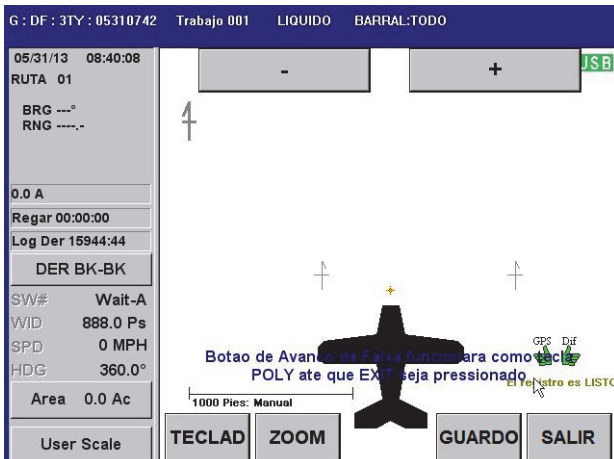 G : DF : 3TY : 05310742 Trabajo 001 LIQUIDO BARRAL:TODO
05/31/13 08:40:08
RUTA 01
BRG ---°
RNG ----.-
0.0 A
Regar 00:00:00
Log Der 15944:44
DER BK-BK
SW# Wait-A
WID 888.0 Ps
SPD 0 MPH
HDG 360.0°
Area 0.0 Ac
User Scale
- +
USB
GPS Dif
Botao de Avanco de Faixa funcionara como tecla
POLY ate que EXIT seja pressionado
El registro es LISTO
1000 Pies: Manual
TECLAD ZOOM GUARDO SALIR